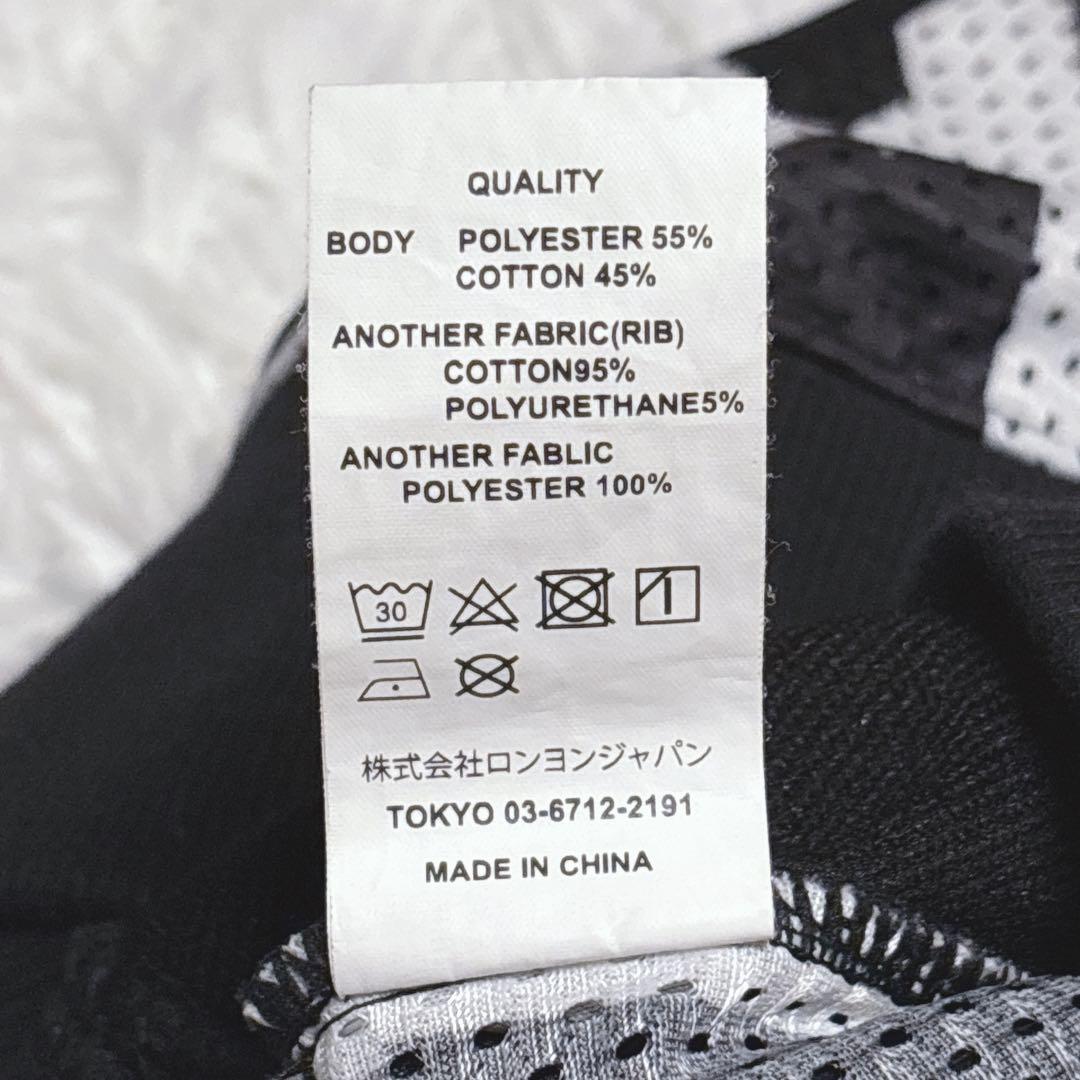 QUALITY
BODY POLYESTER 55%
COTTON 45%
ANOTHER FABRIC(RIB)
COTTON95%
POLYURETHANE5%
ANOTHER FABLIC
POLYESTER 100%
30
株式会社ロンヨンジャパン
TOKYO 03-6712-2191
MADE IN CHINA